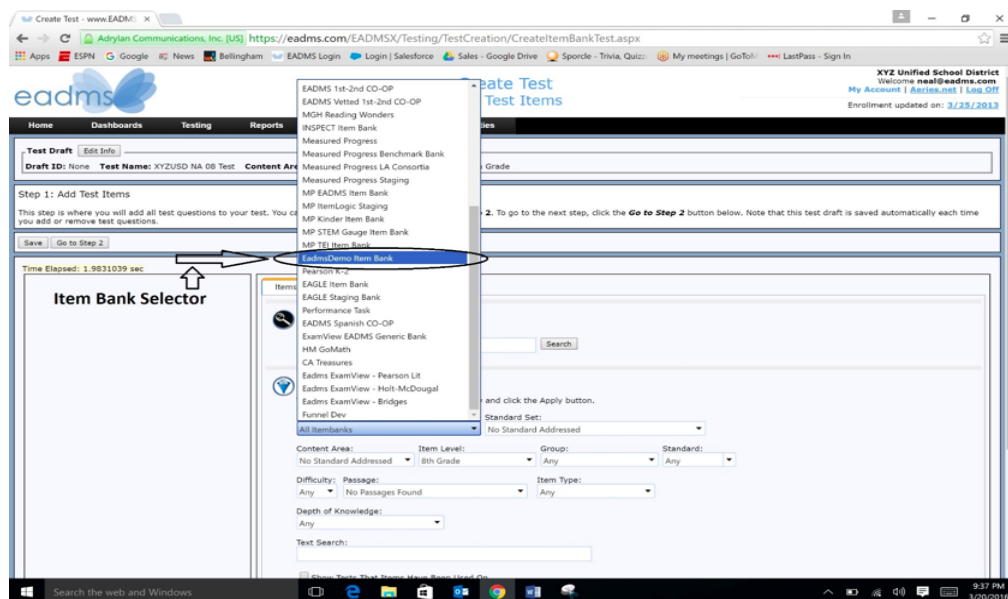 Create Test - www.EADMS
Adrylan Communications, Inc. [US] https://eadms.com/EADMSX/Testing/TestCreation/CreateItemBankTest.aspx
Apps ESPN Google News Bellingham EADMS Login Login | Salesforce Sales - Google Drive Sporcle - Trivia, Quizz My meetings | GoToM LastPass - Sign In
eadms
eate Test
Test Items
XYZ Unified School District
Welcome neal@eadms.com
My Account | Aeries.net | Log Off
Enrollment updated on: 3/25/2013
Home Dashboards Testing Reports ties
Test Draft Edit Info
Draft ID: None Test Name: XYZUSD NA 08 Test Content Are Grade
Step 1: Add Test Items
This step is where you will add all test questions to your test. You ca 2. To go to the next step, click the Go to Step 2 button below. Note that this test draft is saved automatically each time
you add or remove test questions.
Save Go to Step 2
Time Elapsed: 1.9831039 sec
Item Bank Selector
EADMS 1st-2nd CO-OP
EADMS Vetted 1st-2nd CO-OP
MGH Reading Wonders
INSPECT Item Bank
Measured Progress
Measured Progress Benchmark Bank
Measured Progress LA Consortia
Measured Progress Staging
MP EADMS Item Bank
MP ItemLogic Staging
MP Kinder Item Bank
MP STEM Gauge Item Bank
MP TEI Item Bank
EadmsDemo Item Bank
Pearson K-2
EAGLE Item Bank
EAGLE Staging Bank
Performance Task
EADMS Spanish CO-OP
ExamView EADMS Generic Bank
HM GoMath
CA Treasures
Eadms ExamView - Pearson Lit
Eadms ExamView - Holt-McDougal
Eadms ExamView - Bridges
Funnel Dev
Items
Search
and click the Apply button.
Standard Set:
All Itembanks No Standard Addressed
Content Area: Item Level: Group: Standard:
No Standard Addressed 8th Grade Any Any
Difficulty: Passage: Item Type:
Any No Passages Found Any
Depth of Knowledge:
Any
Text Search:
Show Tests That Items Have Been Used On
Search the web and Windows
9:37 PM